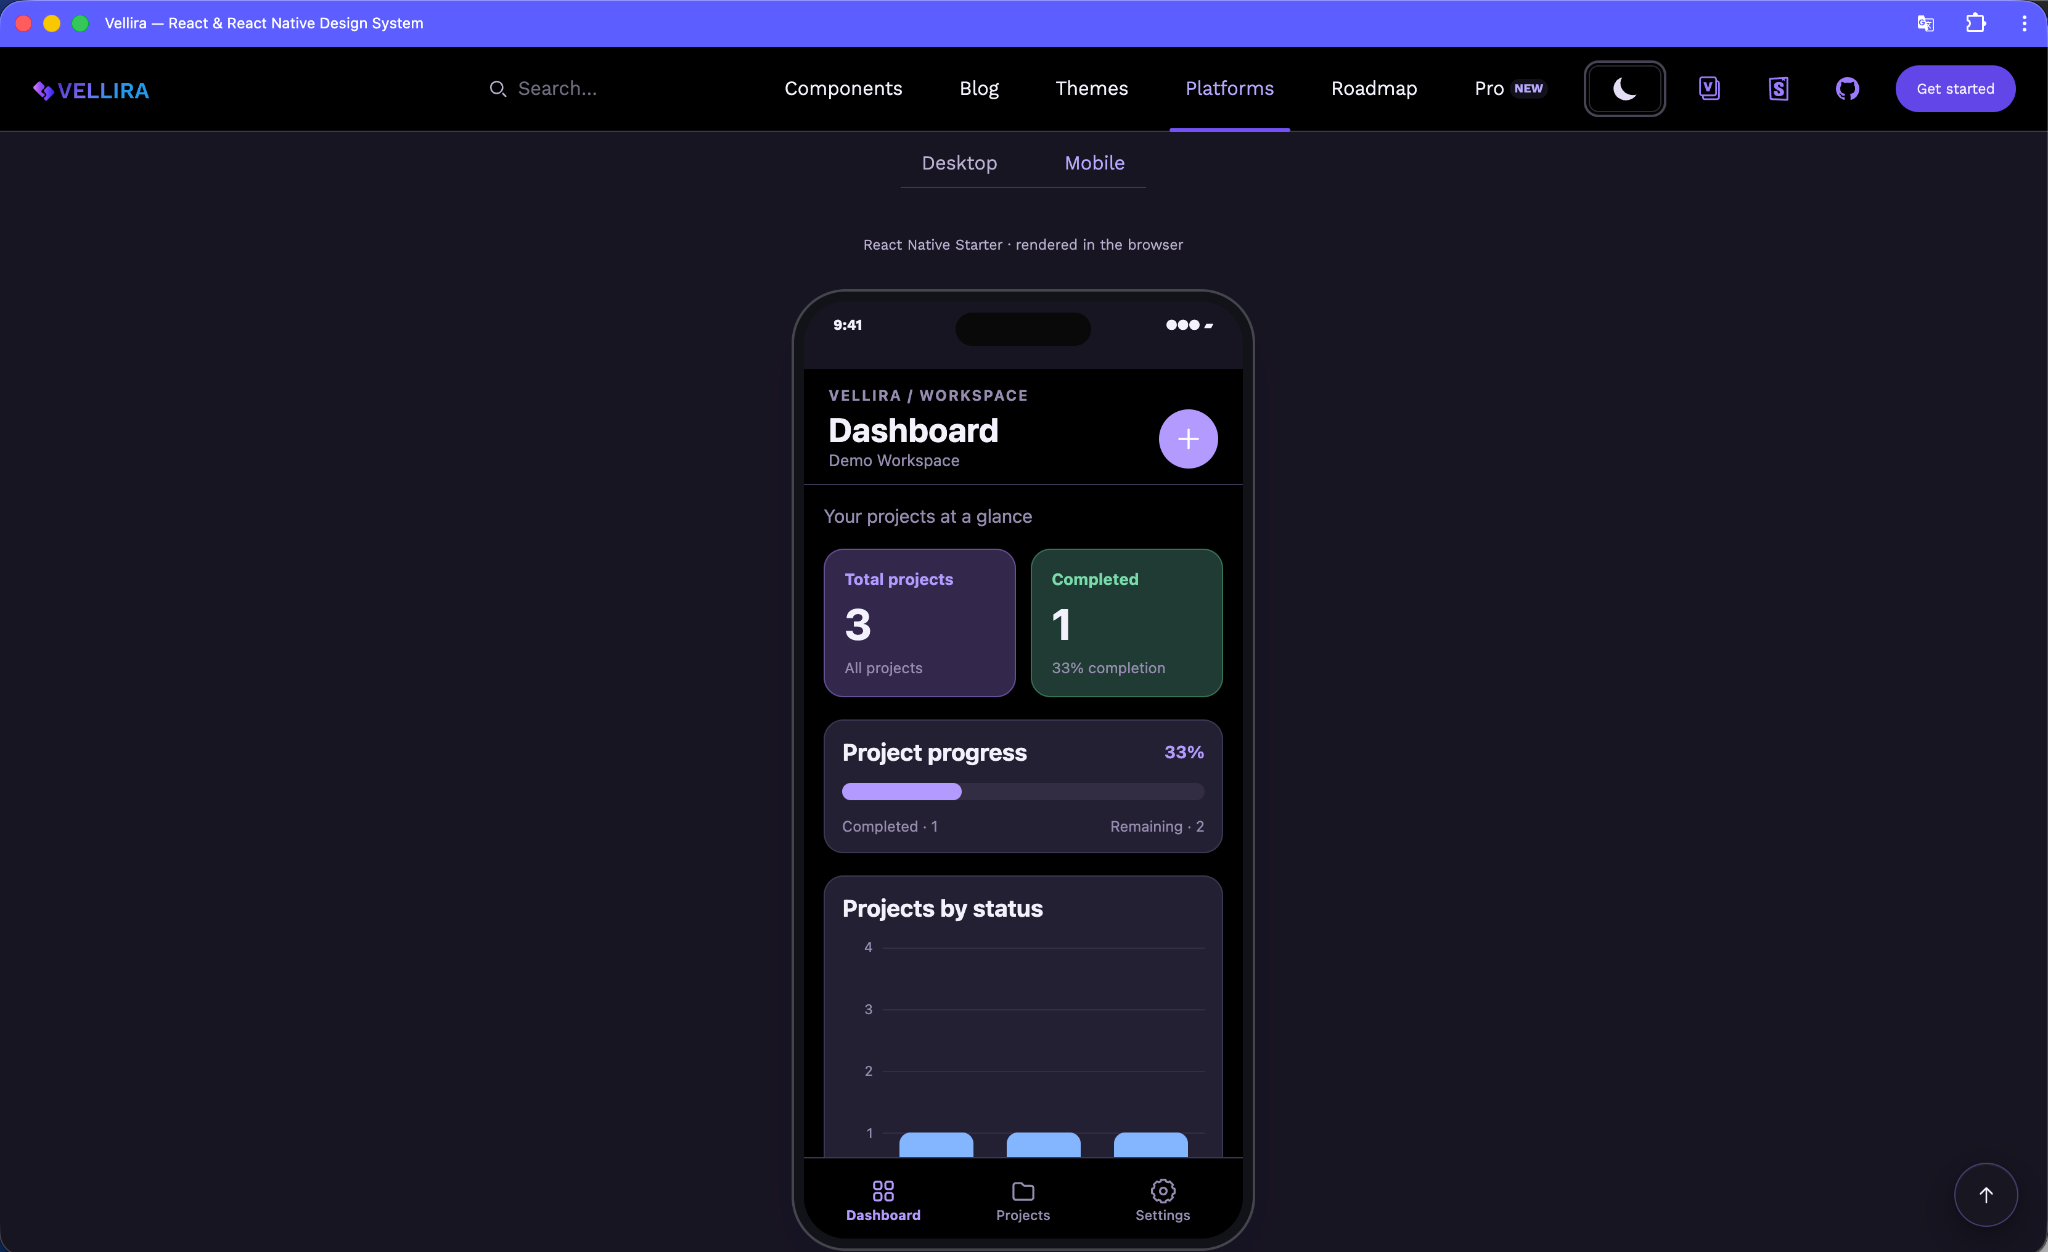 Vellira — React & React Native Design System
VELLIRA
Search...
Components
Blog
Themes
Platforms
Roadmap
Pro NEW
Get started
Desktop
Mobile
React Native Starter · rendered in the browser
9:41
VELLIRA / WORKSPACE
Dashboard
Demo Workspace
Your projects at a glance
Total projects
3
All projects
Completed
1
33% completion
Project progress
33%
Completed · 1
Remaining · 2
Projects by status
4
3
2
1
Dashboard
Projects
Settings